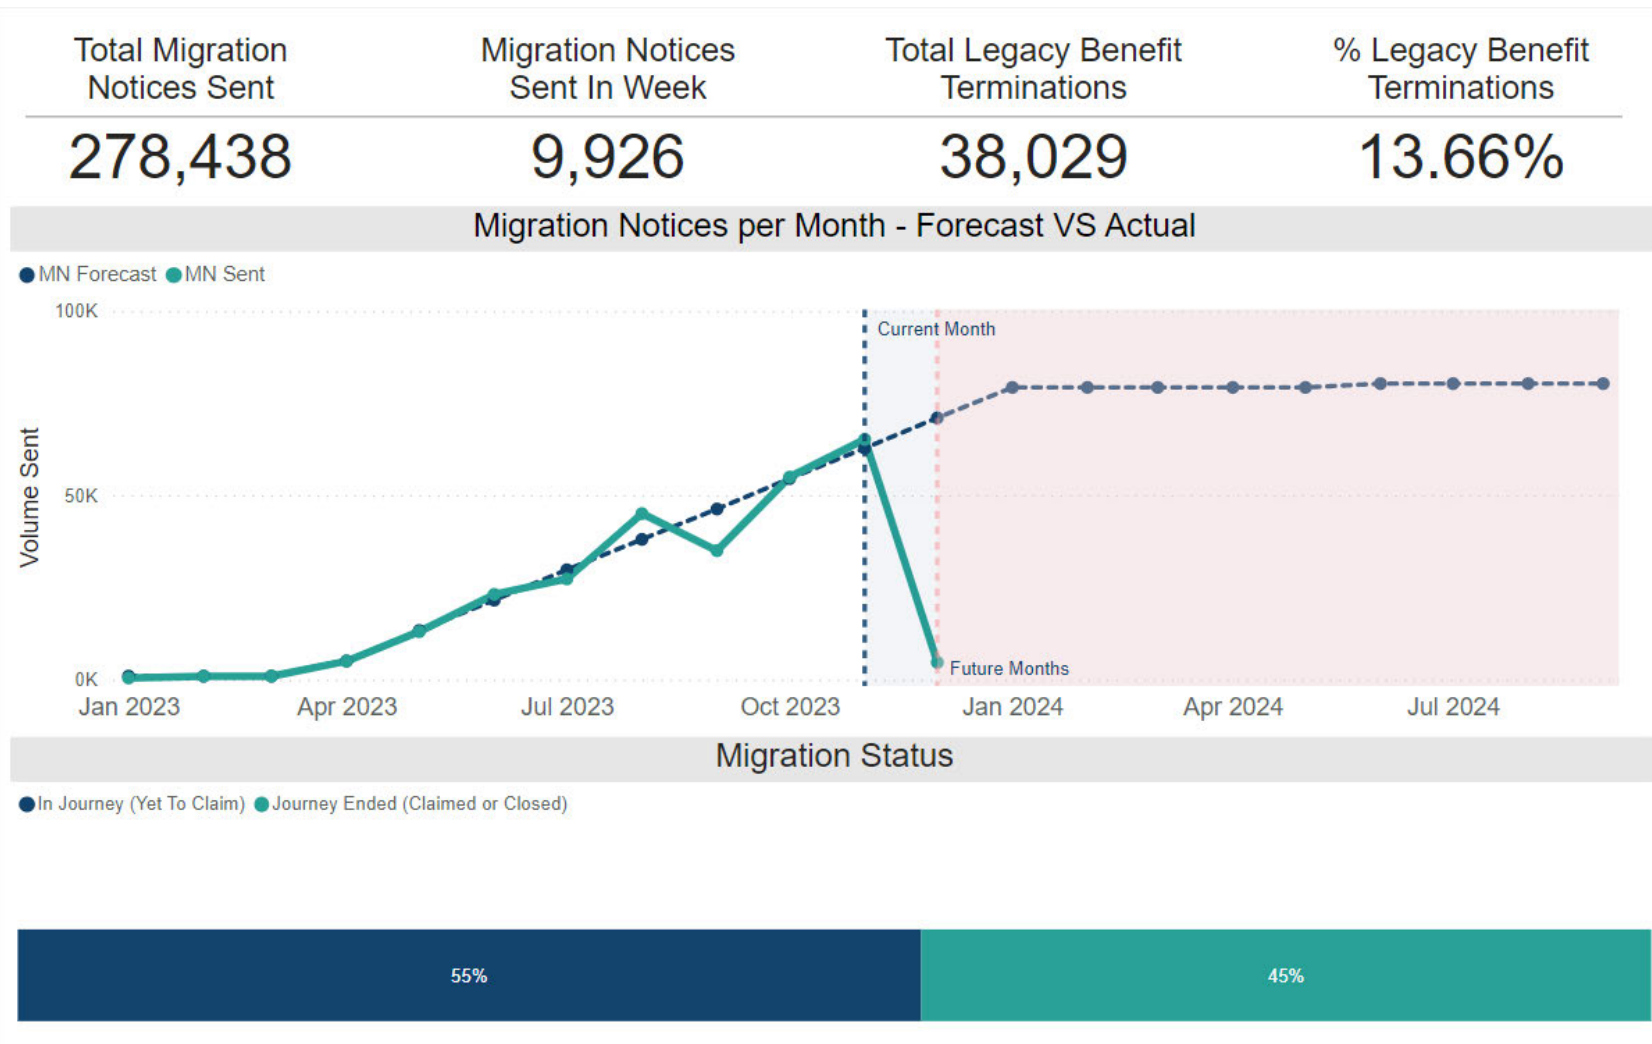 Total Migration
Notices Sent
278,438
Migration Notices
Sent In Week
9,926
Total Legacy Benefit
Terminations
38,029
% Legacy Benefit
Terminations
13.66%
Migration Notices per Month - Forecast VS Actual
MN Forecast MN Sent
Volume Sent
100K
50K
0K
Current Month
Future Months
Jan 2023 Apr 2023 Jul 2023 Oct 2023 Jan 2024 Apr 2024 Jul 2024
Migration Status
In Journey (Yet To Claim) Journey Ended (Claimed or Closed)
55% 45%